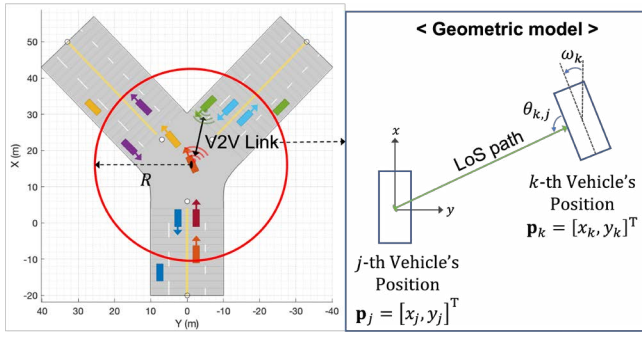 50
40
30
20
10
0
-10
-20
X (m)
40
30
20
10
0
-10
-20
-30
-40
Y (m)
R
V2V Link
< Geometric model >
ω_k
θ_{k,j}
LoS path
x
y
k-th Vehicle's
Position
𝐩_k = [x_k, y_k]^T
j-th Vehicle's
Position
𝐩_j = [x_j, y_j]^T